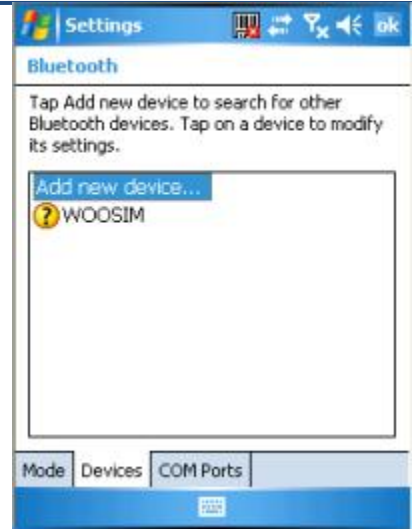 Settings
ok
Bluetooth
Tap Add new device to search for other
Bluetooth devices. Tap on a device to modify
its settings.
Add new device...
WOOSIM
Mode Devices COM Ports